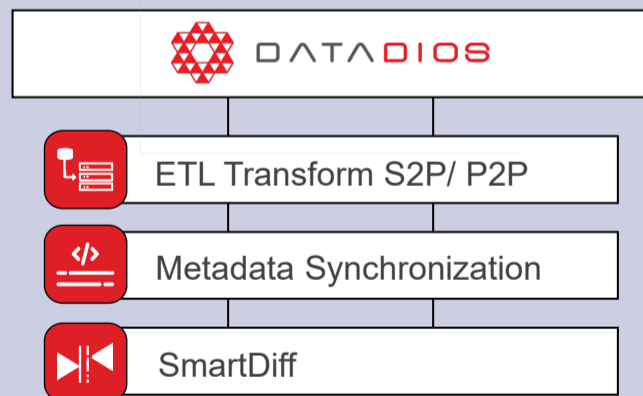 DATADIOS
ETL Transform S2P/ P2P
</>
Metadata Synchronization
SmartDiff